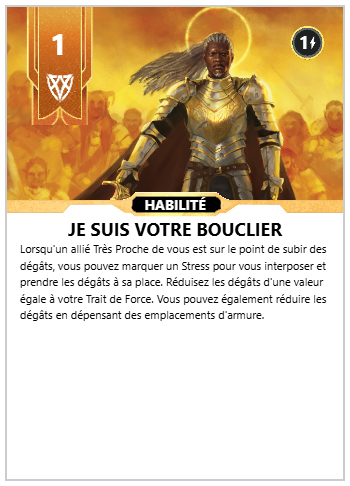 1
1
HABILITÉ
JE SUIS VOTRE BOUCLIER
Lorsqu'un allié Très Proche de vous est sur le point de subir des
dégâts, vous pouvez marquer un Stress pour vous interposer et
prendre les dégâts à sa place. Réduisez les dégâts d'une valeur
égale à votre Trait de Force. Vous pouvez également réduire les
dégâts en dépensant des emplacements d'armure.